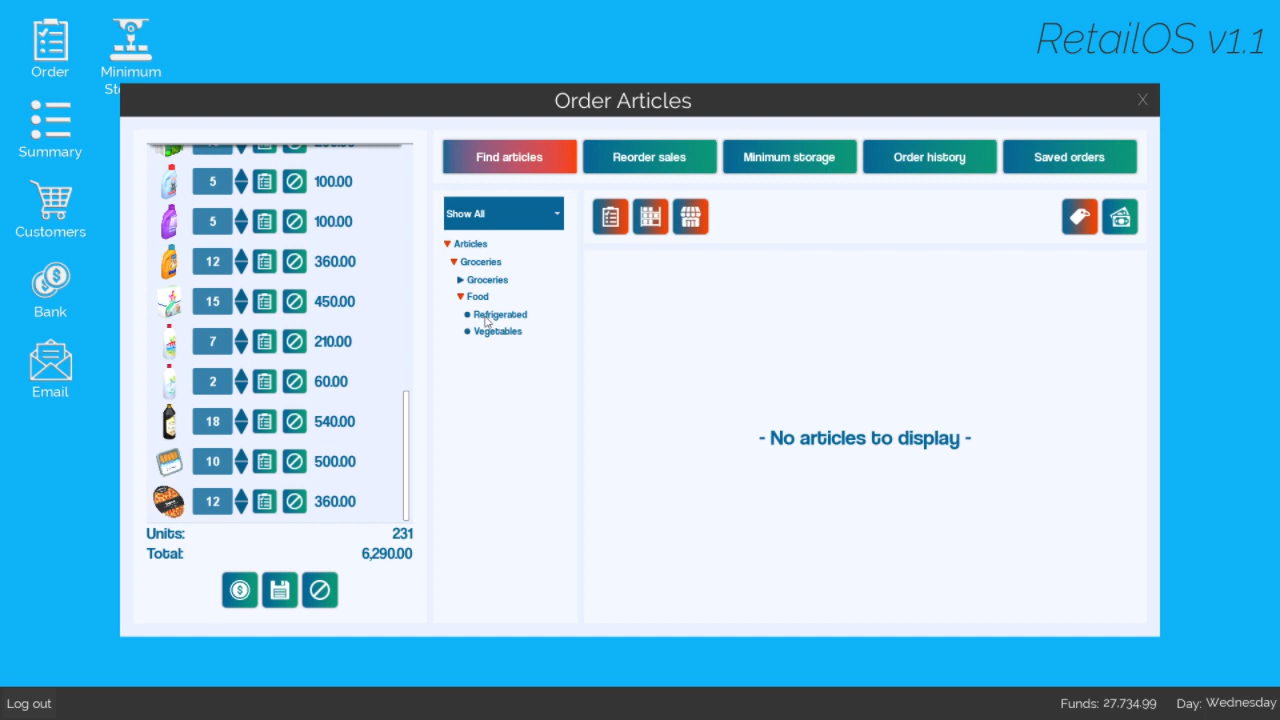 RetailOS v1.1
Order
Minimum
Summary
Customers
Bank
Email
Order Articles
X
5 100.00
5 100.00
12 360.00
15 450.00
7 210.00
2 60.00
18 540.00
10 500.00
12 360.00
Units: 231
Total: 6,290.00
Find articles
Reorder sales
Minimum storage
Order history
Saved orders
Show All
Articles
Groceries
Groceries
Food
Refrigerated
Vegetables
- No articles to display -
Log out
Funds: 27,734.99
Day: Wednesday